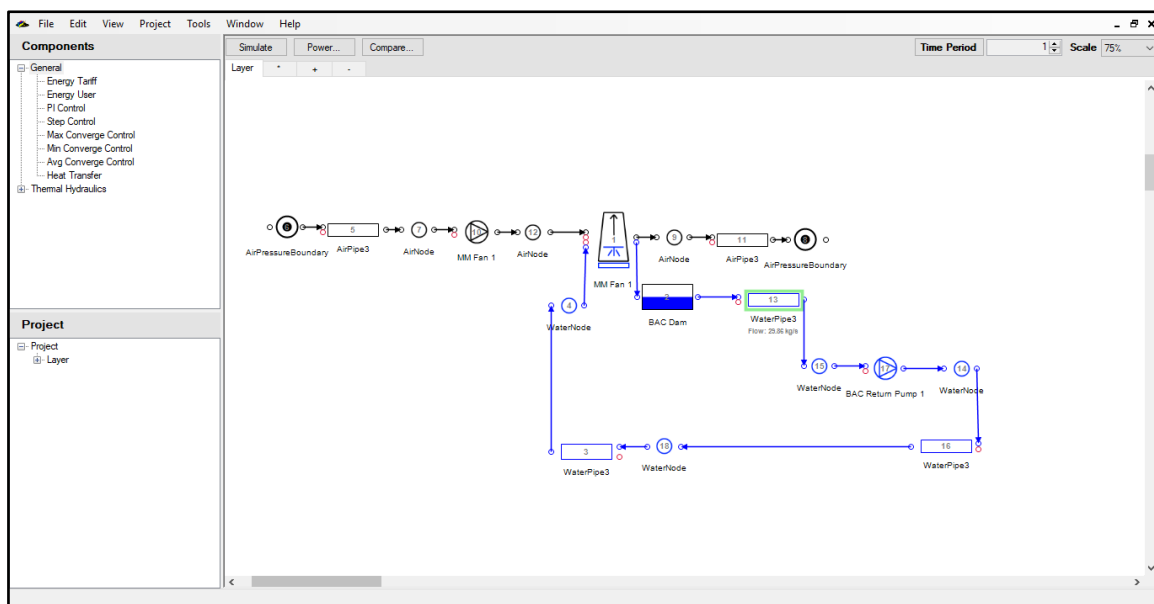 File Edit View Project Tools Window Help
Components
General
Energy Tariff
Energy User
PI Control
Step Control
Max Converge Control
Min Converge Control
Avg Converge Control
Heat Transfer
Thermal Hydraulics
Project
Project
Layer
Simulate Power... Compare... Time Period 1 Scale 75%
Layer * + -
6 5 7 10 12 1 9 11 8
AirPressureBoundary AirPipe3 AirNode MM Fan 1 AirNode MM Fan 1 AirNode AirPipe3 AirPressureBoundary
4 2 13
WaterNode BAC Dam WaterPipe3
Flow: 29.86 kg/s
15 17 14
WaterNode BAC Return Pump 1 WaterNode
3 18 16
WaterPipe3 WaterNode WaterPipe3